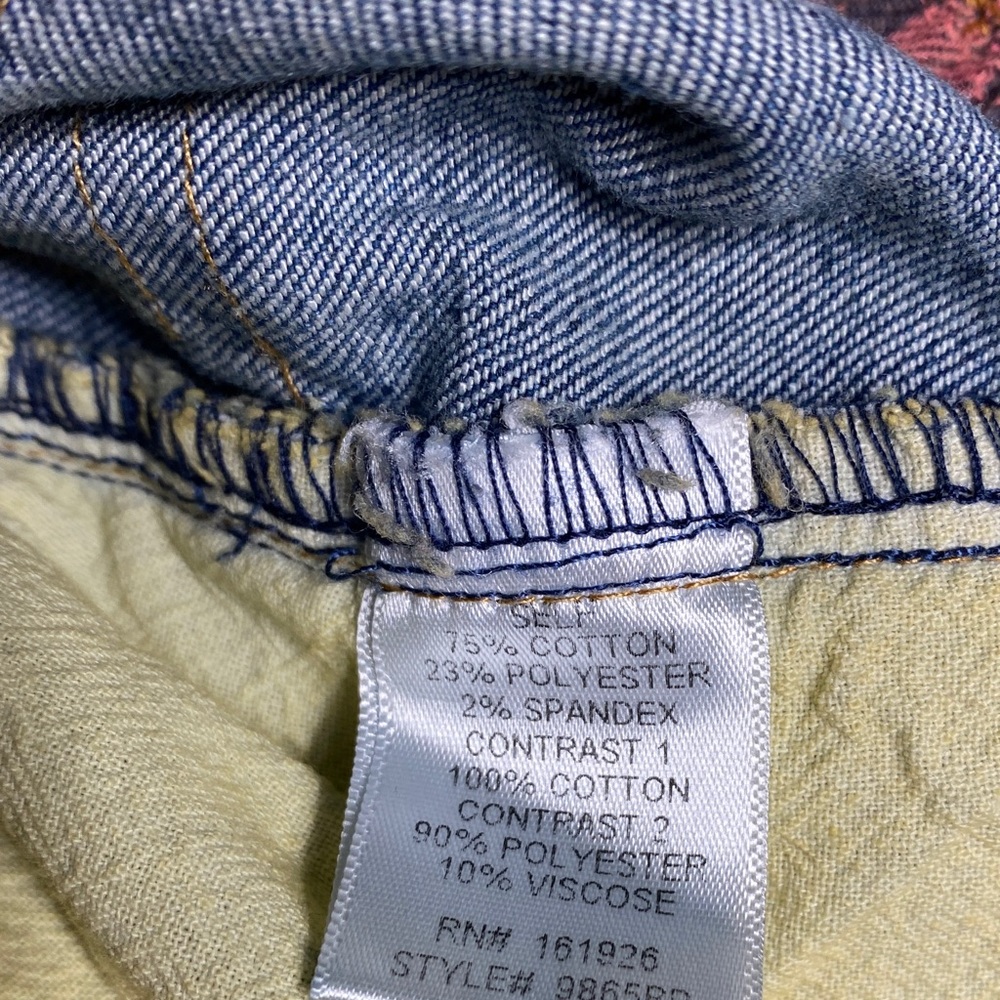 SELF
75% COTTON
23% POLYESTER
2% SPANDEX
CONTRAST 1
100% COTTON
CONTRAST 2
90% POLYESTER
10% VISCOSE
RN# 161926
STYLE#